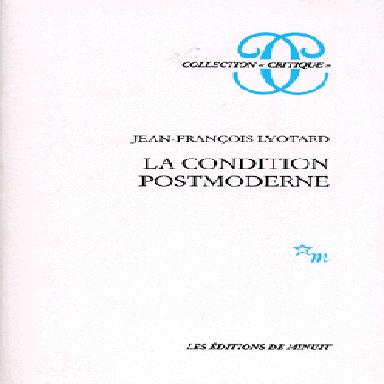 COLLECTION « CRITIQUE »
JEAN-FRANÇOIS LYOTARD
LA CONDITION
POSTMODERNE
m
LES ÉDITIONS DE MINUIT